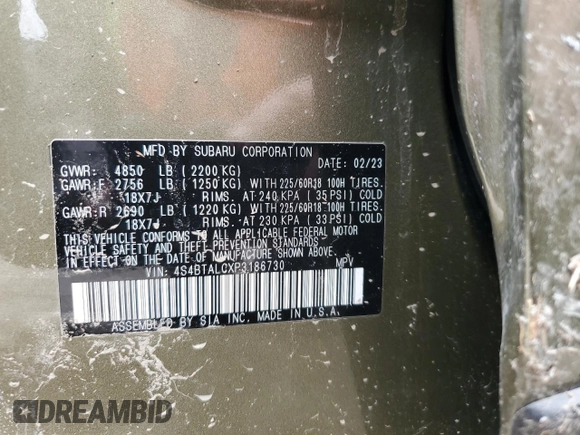 MFD BY SUBARU CORPORATION
GVWR: 4850 LB ( 2200 KG) DATE: 02/23
GAWR:F 2756 LB ( 1250 KG) WITH 225/60R18 100H TIRES.
18X7J RIMS. AT 240 KPA ( 35 PSI) COLD
GAWR:R 2690 LB ( 1220 KG) WITH 225/60R18 100H TIRES.
18X7J RIMS. AT 230 KPA ( 33 PSI) COLD
THIS VEHICLE CONFORMS TO ALL APPLICABLE FEDERAL MOTOR
VEHICLE SAFETY AND THEFT PREVENTION STANDARDS
IN EFFECT ON THE DATE OF MANUFACTURE SHOWN ABOVE.
VIN: 4S4BTALCXP3186730 MPV
ASSEMBLED BY SIA INC. MADE IN U.S.A.
DREAMBID